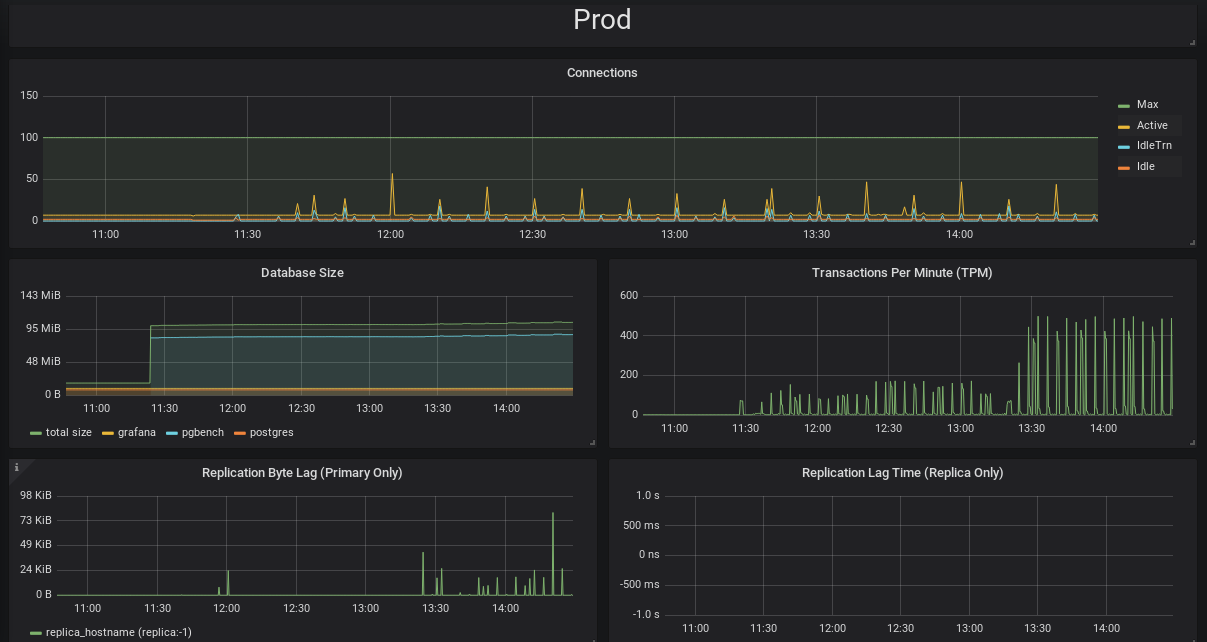 Prod
Connections
150
100
50
0
11:00 11:30 12:00 12:30 13:00 13:30 14:00
Max
Active
IdleTrn
Idle
Database Size
143 MiB
95 MiB
48 MiB
0 B
11:00 11:30 12:00 12:30 13:00 13:30 14:00
total size grafana pgbench postgres
Transactions Per Minute (TPM)
600
400
200
0
11:00 11:30 12:00 12:30 13:00 13:30 14:00
i
Replication Byte Lag (Primary Only)
98 KiB
73 KiB
49 KiB
24 KiB
0 B
11:00 11:30 12:00 12:30 13:00 13:30 14:00
replica_hostname (replica:-1)
Replication Lag Time (Replica Only)
1.0 s
500 ms
0 ns
-500 ms
-1.0 s
11:00 11:30 12:00 12:30 13:00 13:30 14:00